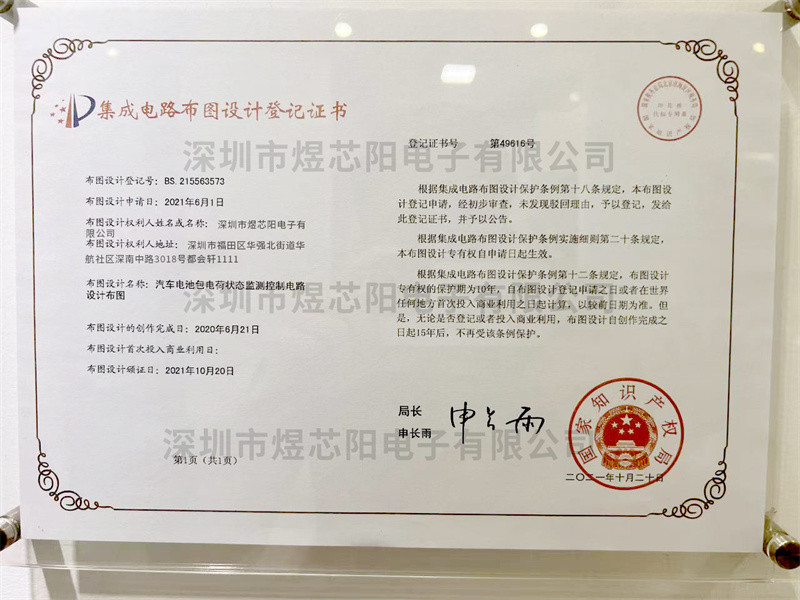 集成电路布图设计登记证书
深圳市煜芯阳电子有限公司
登记证书号 第49616号
布图设计登记号：BS. 215563573
布图设计申请日：2021年6月1日
布图设计权利人姓名或名称：深圳市煜芯阳电子有
限公司
布图设计权利人地址：深圳市福田区华强北街道华
航社区深南中路3018号都会轩1111
布图设计名称：汽车电池包电荷状态监测控制电路
设计布图
布图设计的创作完成日：2020年6月21日
布图设计首次投入商业利用日：
布图设计颁证日：2021年10月20日
第1页（共1页）
根据集成电路布图设计保护条例第十八条规定，本布图设
计登记申请，经初步审查，未发现驳回理由，予以登记，发给
此登记证书，并予以公告。
根据集成电路布图设计保护条例实施细则第二十条规定，
本布图设计专有权自申请日起生效。
根据集成电路布图设计保护条例第十二条规定，布图设计
专有权的保护期为10年，自布图设计登记申请之日或者在世界
任何地方首次投入商业利用之日起计算，以较前日期为准。但
是，无论是否登记或者投入商业利用，布图设计自创作完成之
日起15年后，不再受该条例保护。
深圳市煜芯阳电子有限公司
局长
申长雨
申长雨
国家知识产权局
二〇二一年十月二十日
深圳市煜芯阳电子有限公司